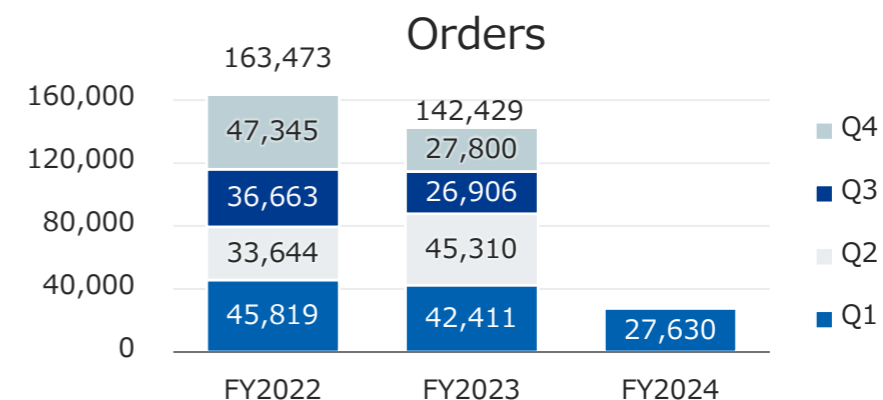 Orders
163,473
142,429
160,000
120,000
80,000
40,000
0
47,345
36,663
33,644
45,819
27,800
26,906
45,310
42,411
27,630
FY2022
FY2023
FY2024
Q4
Q3
Q2
Q1